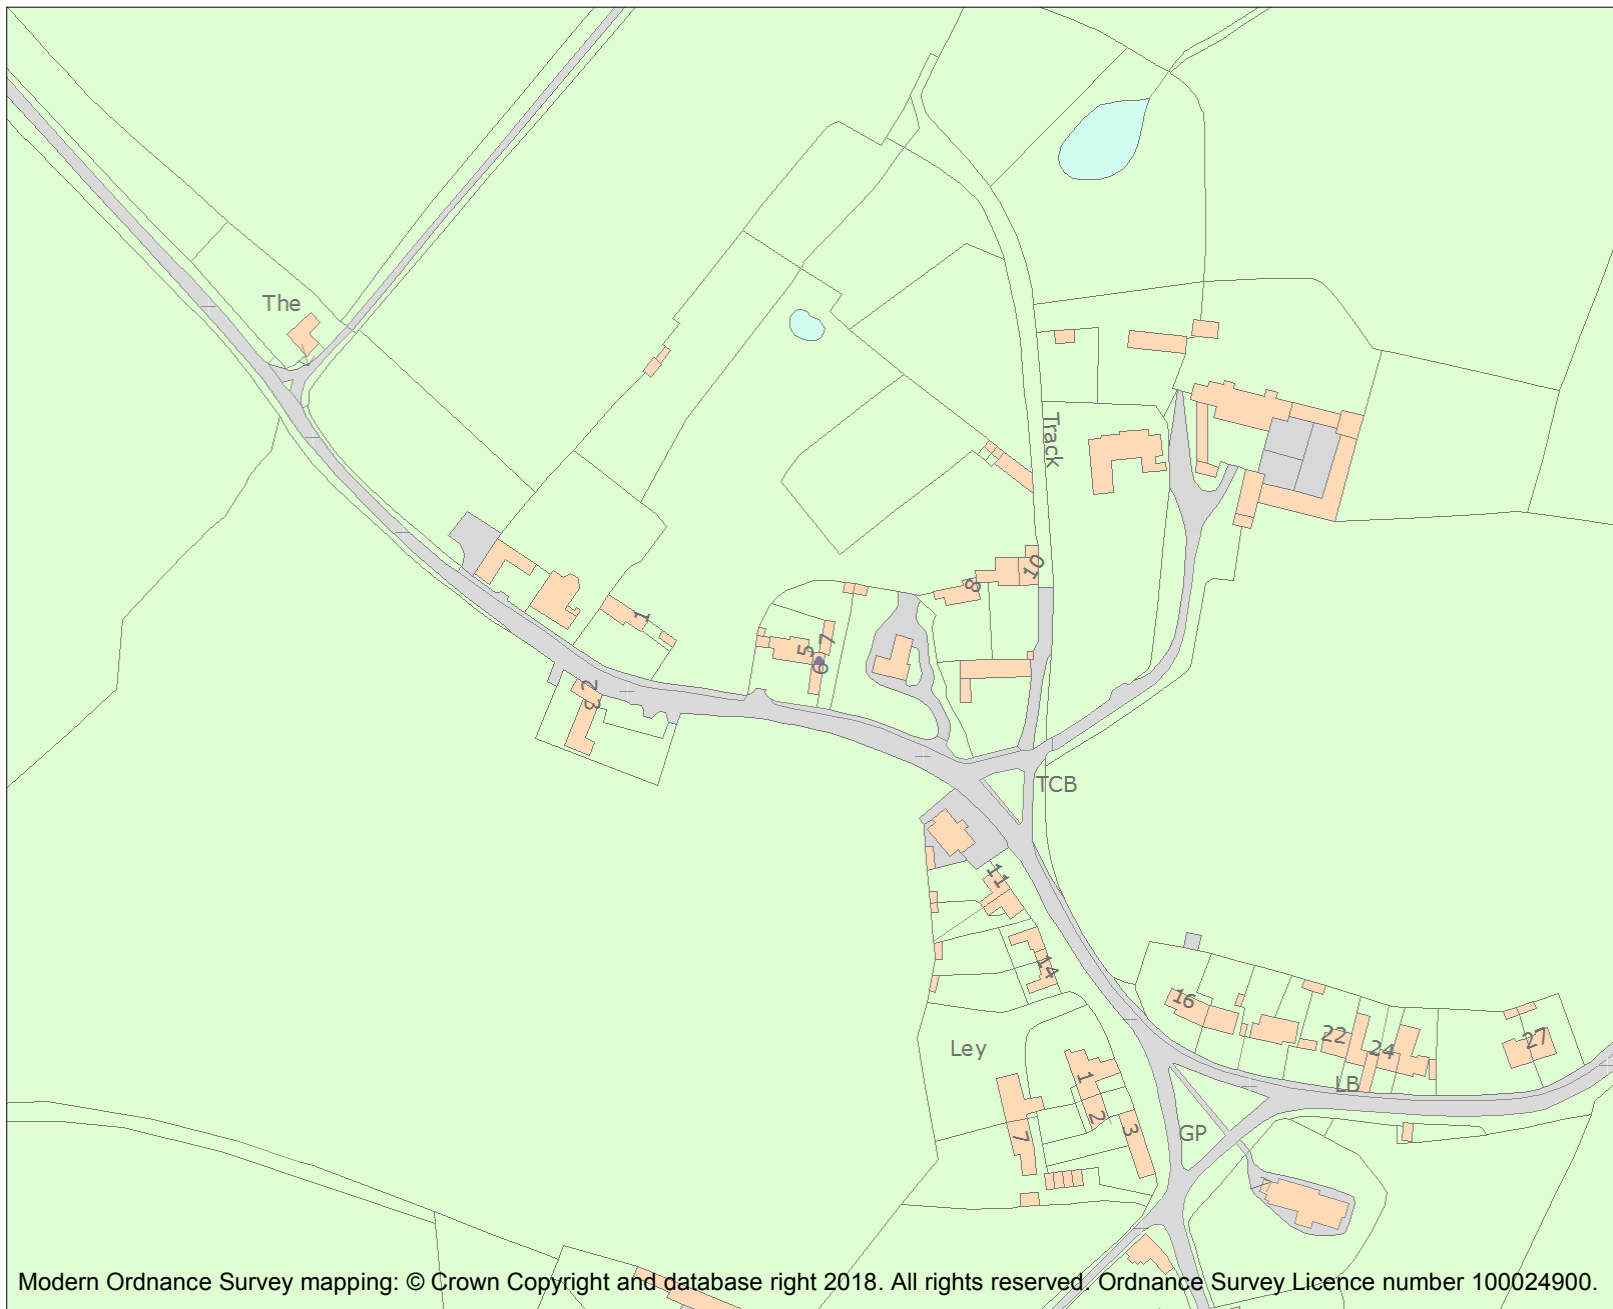 The
Track
10
8
1
7
5
6
2
3
TCB
11
14
16
22
24
27
Ley
LB
1
2
3
7
GP
Modern Ordnance Survey mapping: © Crown Copyright and database right 2018. All rights reserved. Ordnance Survey Licence number 100024900.